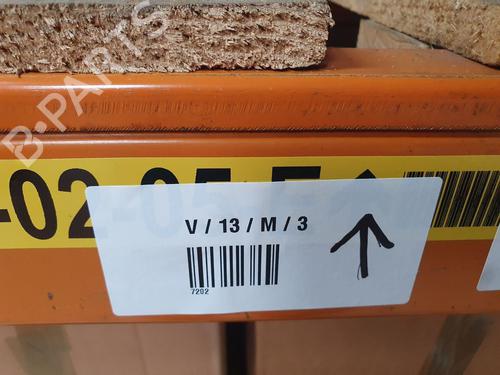 B-PARTS
-02-05-F
V / 13 / M / 3
7202